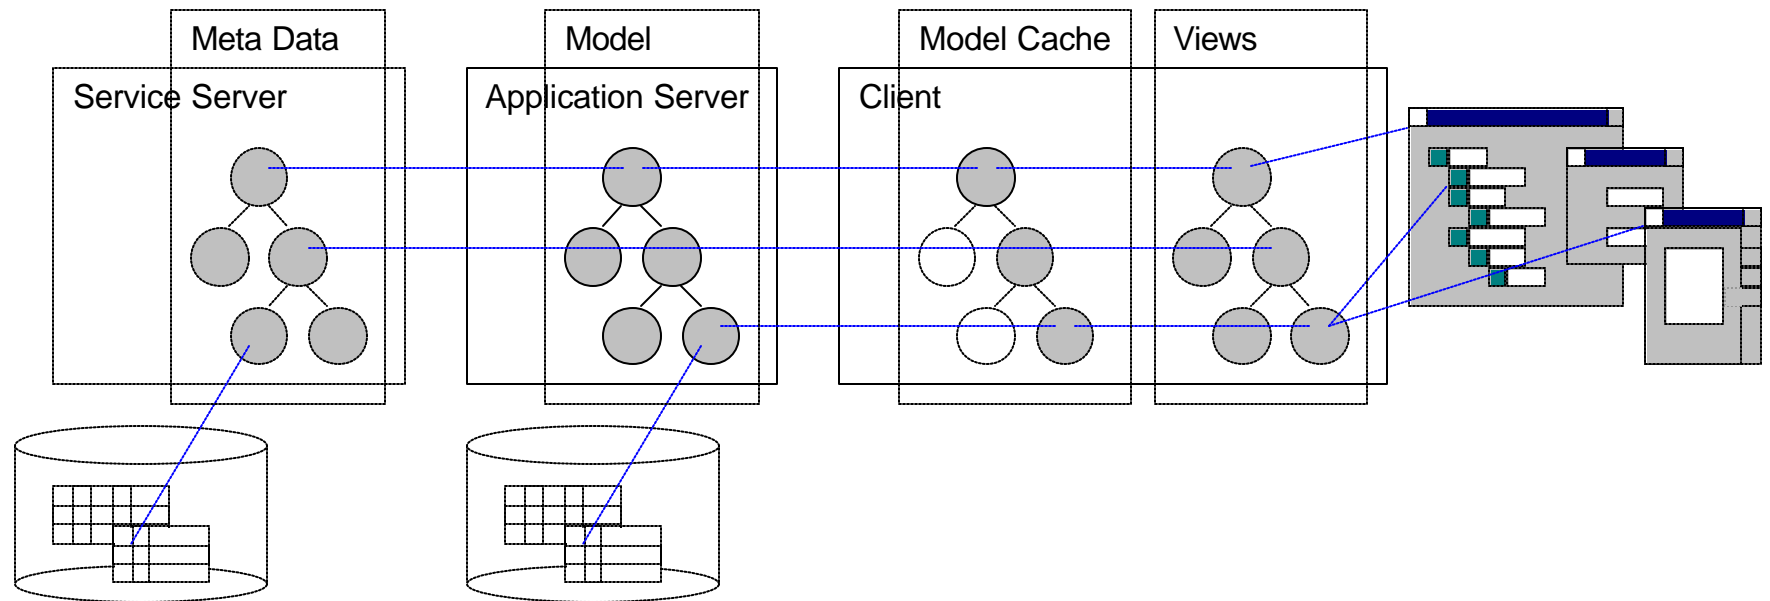 Meta Data
Model
Model Cache
Views
Service Server
Application Server
Client